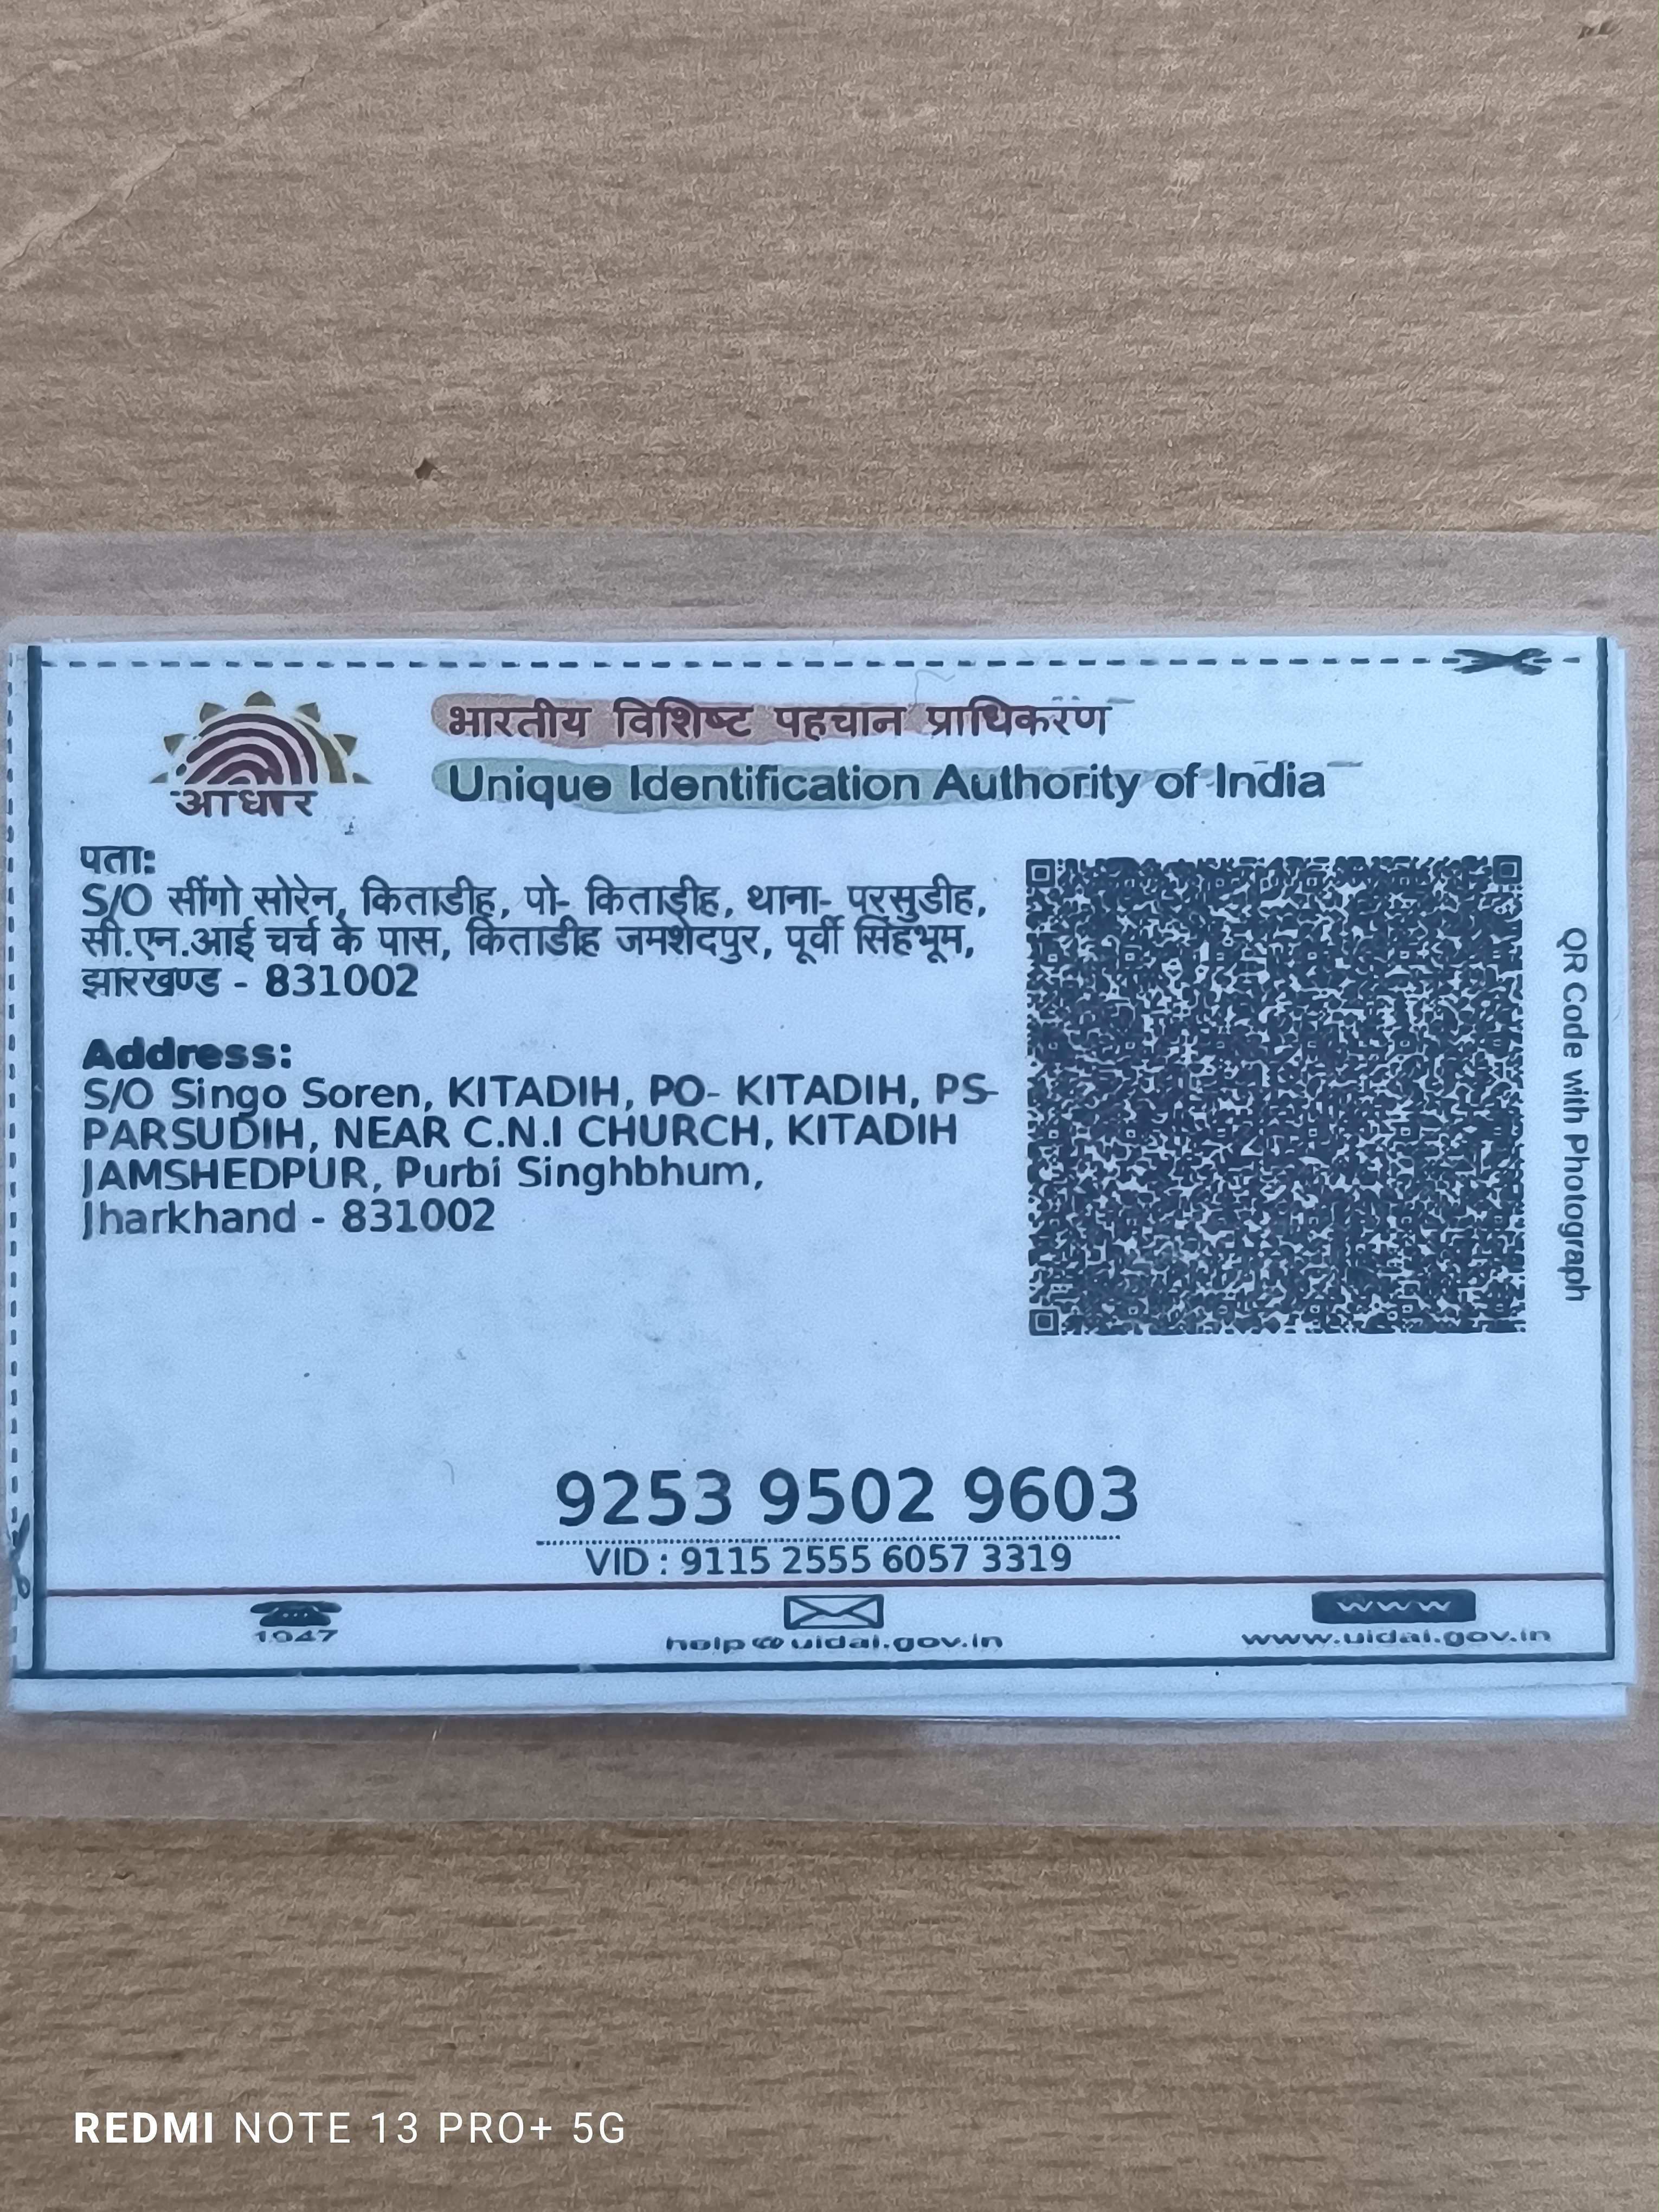 आधार
भारतीय विशिष्ट पहचान प्राधिकरण
Unique Identification Authority of India
पता:
S/O सींगो सोरेन, किताडीह, पो- किताडीह, थाना- परसुडीह,
सी.एन.आई चर्च के पास, किताडीह जमशेदपुर, पूर्वी सिंहभूम,
झारखण्ड - 831002
Address:
S/O Singo Soren, KITADIH, PO- KITADIH, PS-
PARSUDIH, NEAR C.N.I CHURCH, KITADIH
JAMSHEDPUR, Purbi Singhbhum,
Jharkhand - 831002
QR Code with Photograph
9253 9502 9603
VID : 9115 2555 6057 3319
1947
help@uidai.gov.in
www
www.uidai.gov.in
REDMI NOTE 13 PRO+ 5G